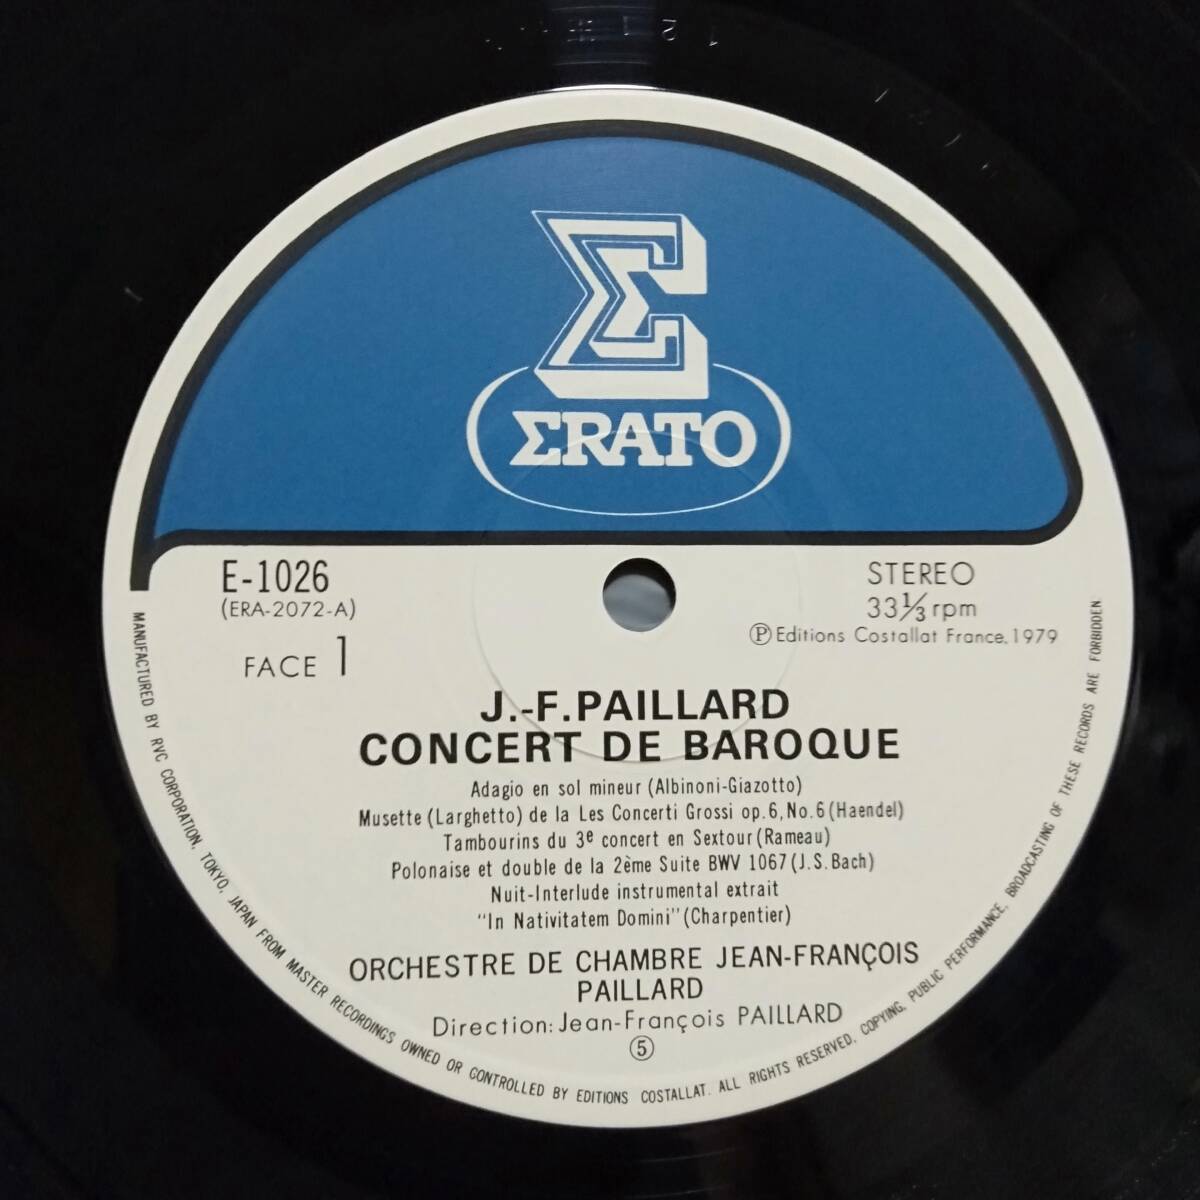 Σ
ΣRATO
E-1026
(ERA-2072-A)
FACE 1
STEREO
33⅓ rpm
Ⓟ Editions Costallat France, 1979
J.-F. PAILLARD
CONCERT DE BAROQUE
Adagio en sol mineur (Albinoni-Giazotto)
Musette (Larghetto) de la Les Concerti Grossi op.6, No.6 (Haendel)
Tambourins du 3e concert en Sextour (Rameau)
Polonaise et double de la 2ème Suite BWV 1067 (J.S.Bach)
Nuit-Interlude instrumental extrait
"In Nativitatem Domini" (Charpentier)
ORCHESTRE DE CHAMBRE JEAN-FRANÇOIS
PAILLARD
Direction: Jean-François PAILLARD
⑤
MANUFACTURED BY RVC CORPORATION, TOKYO, JAPAN FROM MASTER RECORDINGS OWNED OR CONTROLLED BY EDITIONS COSTALLAT. ALL RIGHTS RESERVED, COPYING, PUBLIC PERFORMANCE, BROADCASTING OF THESE RECORDS ARE FORBIDDEN